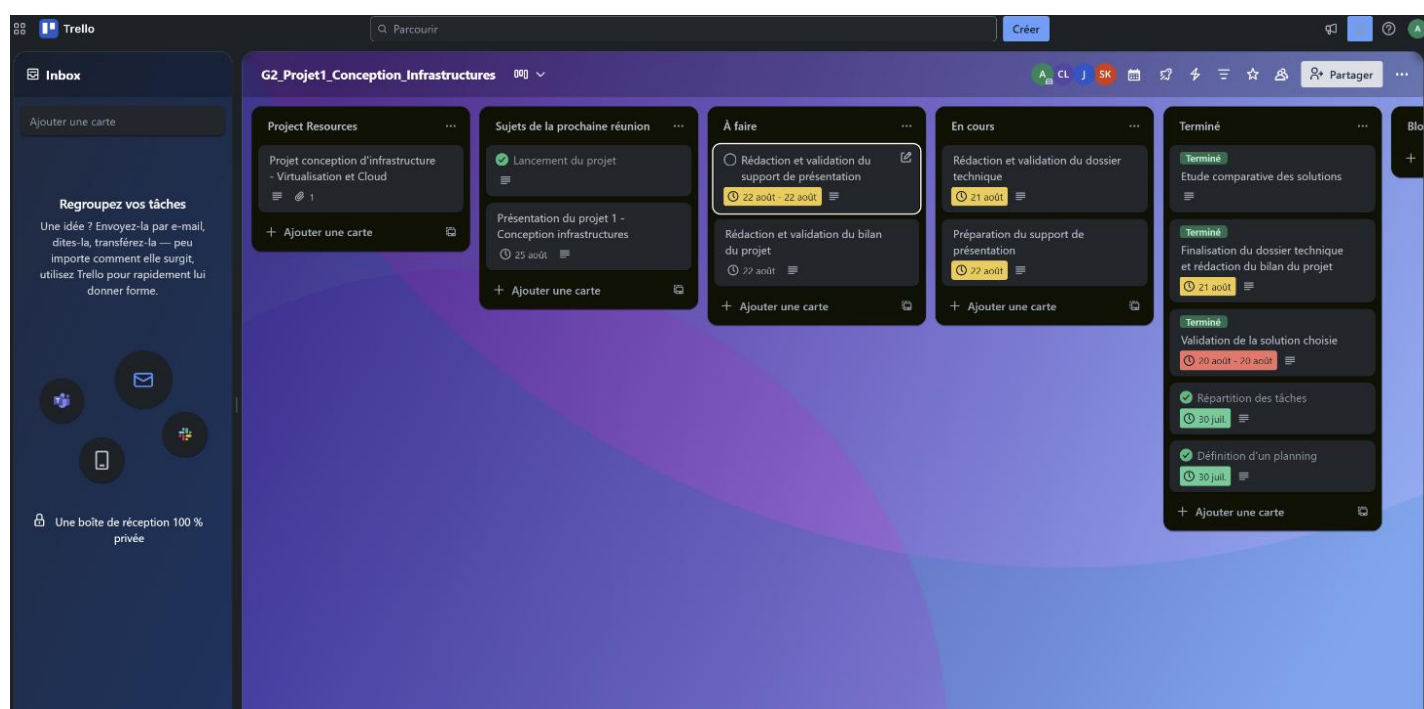 Trello
Parcourir
Créer
A
Inbox
G2_Projet1_Conception_Infrastructures
A
CL
J
SK
Partager
Ajouter une carte
Regroupez vos tâches
Une idée ? Envoyez-la par e-mail,
dites-la, transférez-la — peu
importe comment elle surgit,
utilisez Trello pour rapidement lui
donner forme.
Une boîte de réception 100 %
privée
Project Resources
Projet conception d'infrastructure
- Virtualisation et Cloud
1
Ajouter une carte
Sujets de la prochaine réunion
Lancement du projet
Présentation du projet 1 -
Conception infrastructures
25 août
Ajouter une carte
À faire
Rédaction et validation du
support de présentation
22 août - 22 août
Rédaction et validation du bilan
du projet
22 août
Ajouter une carte
En cours
Rédaction et validation du dossier
technique
21 août
Préparation du support de
présentation
22 août
Ajouter une carte
Terminé
Terminé
Etude comparative des solutions
Terminé
Finalisation du dossier technique
et rédaction du bilan du projet
21 août
Terminé
Validation de la solution choisie
20 août - 20 août
Répartition des tâches
30 juil.
Définition d'un planning
30 juil.
Ajouter une carte
Blo